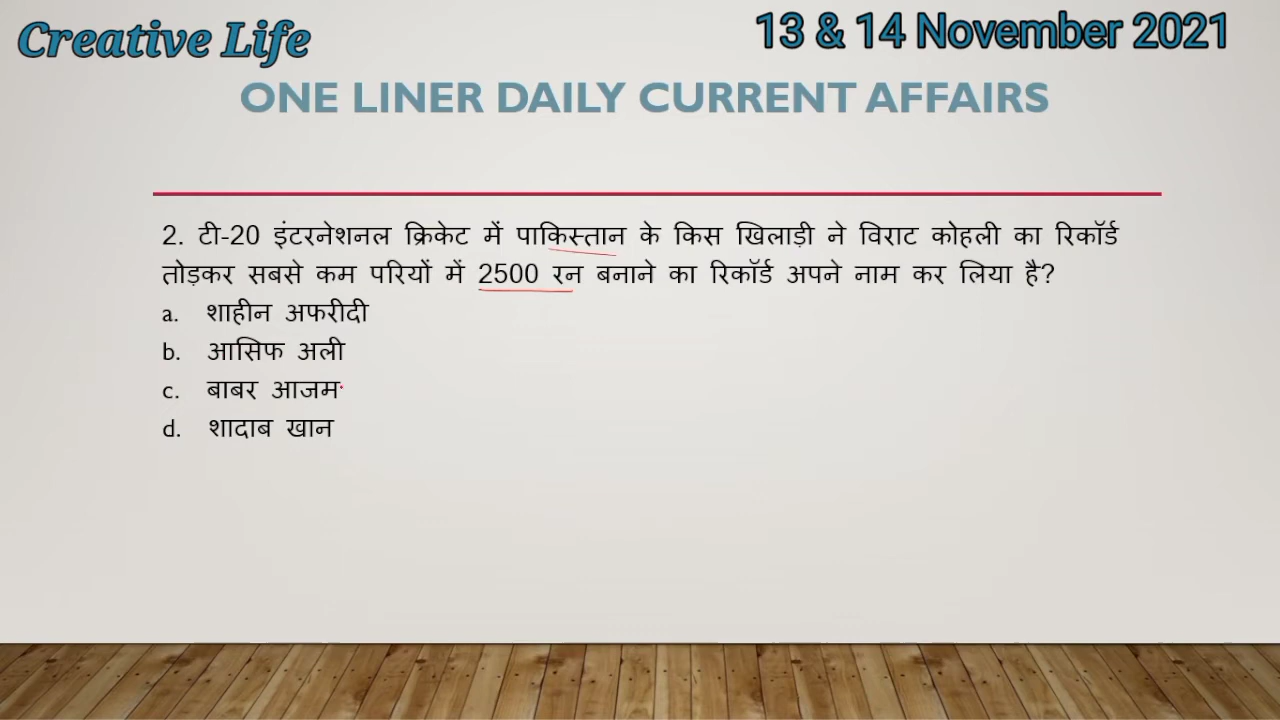 Creative Life
13 & 14 November 2021
ONE LINER DAILY CURRENT AFFAIRS
2. टी-20 इंटरनेशनल क्रिकेट में पाकिस्तान के किस खिलाड़ी ने विराट कोहली का रिकॉर्ड
तोड़कर सबसे कम परियों में 2500 रन बनाने का रिकॉर्ड अपने नाम कर लिया है?
a. शाहीन अफरीदी
b. आसिफ अली
c. बाबर आजम
d. शादाब खान